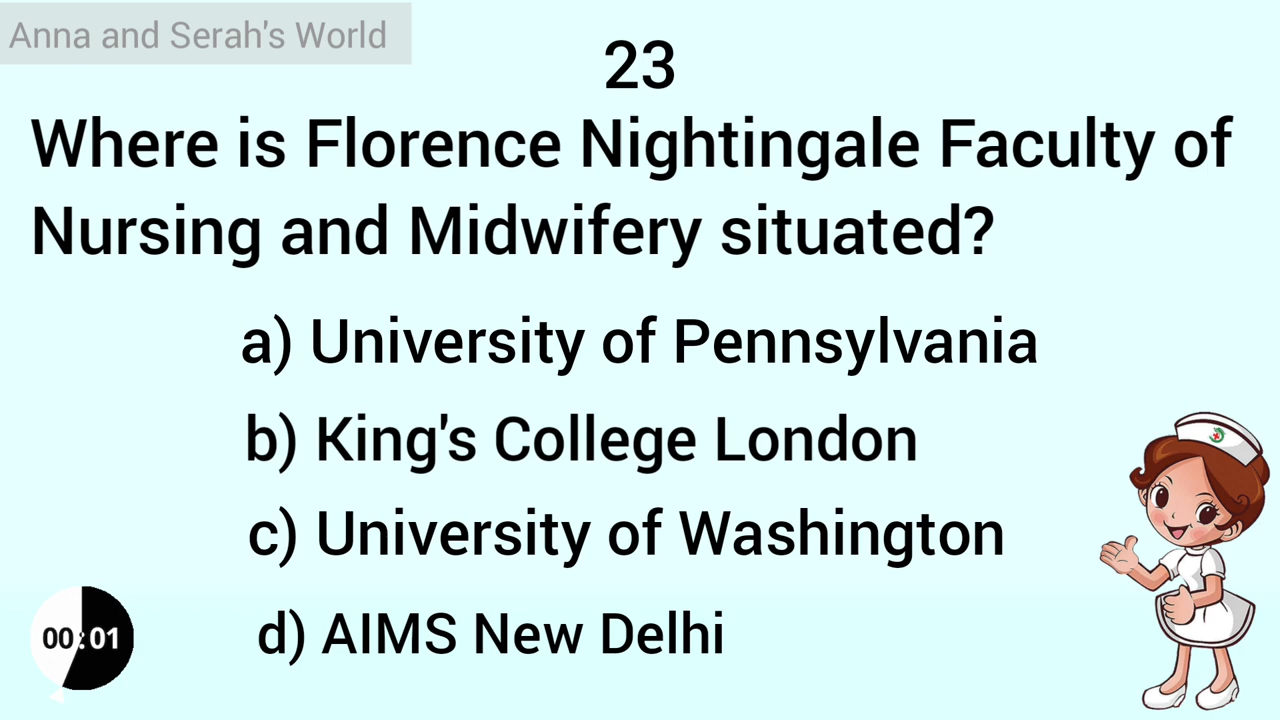 Anna and Serah's World
23
Where is Florence Nightingale Faculty of
Nursing and Midwifery situated?
a) University of Pennsylvania
b) King's College London
c) University of Washington
d) AIMS New Delhi
00:01